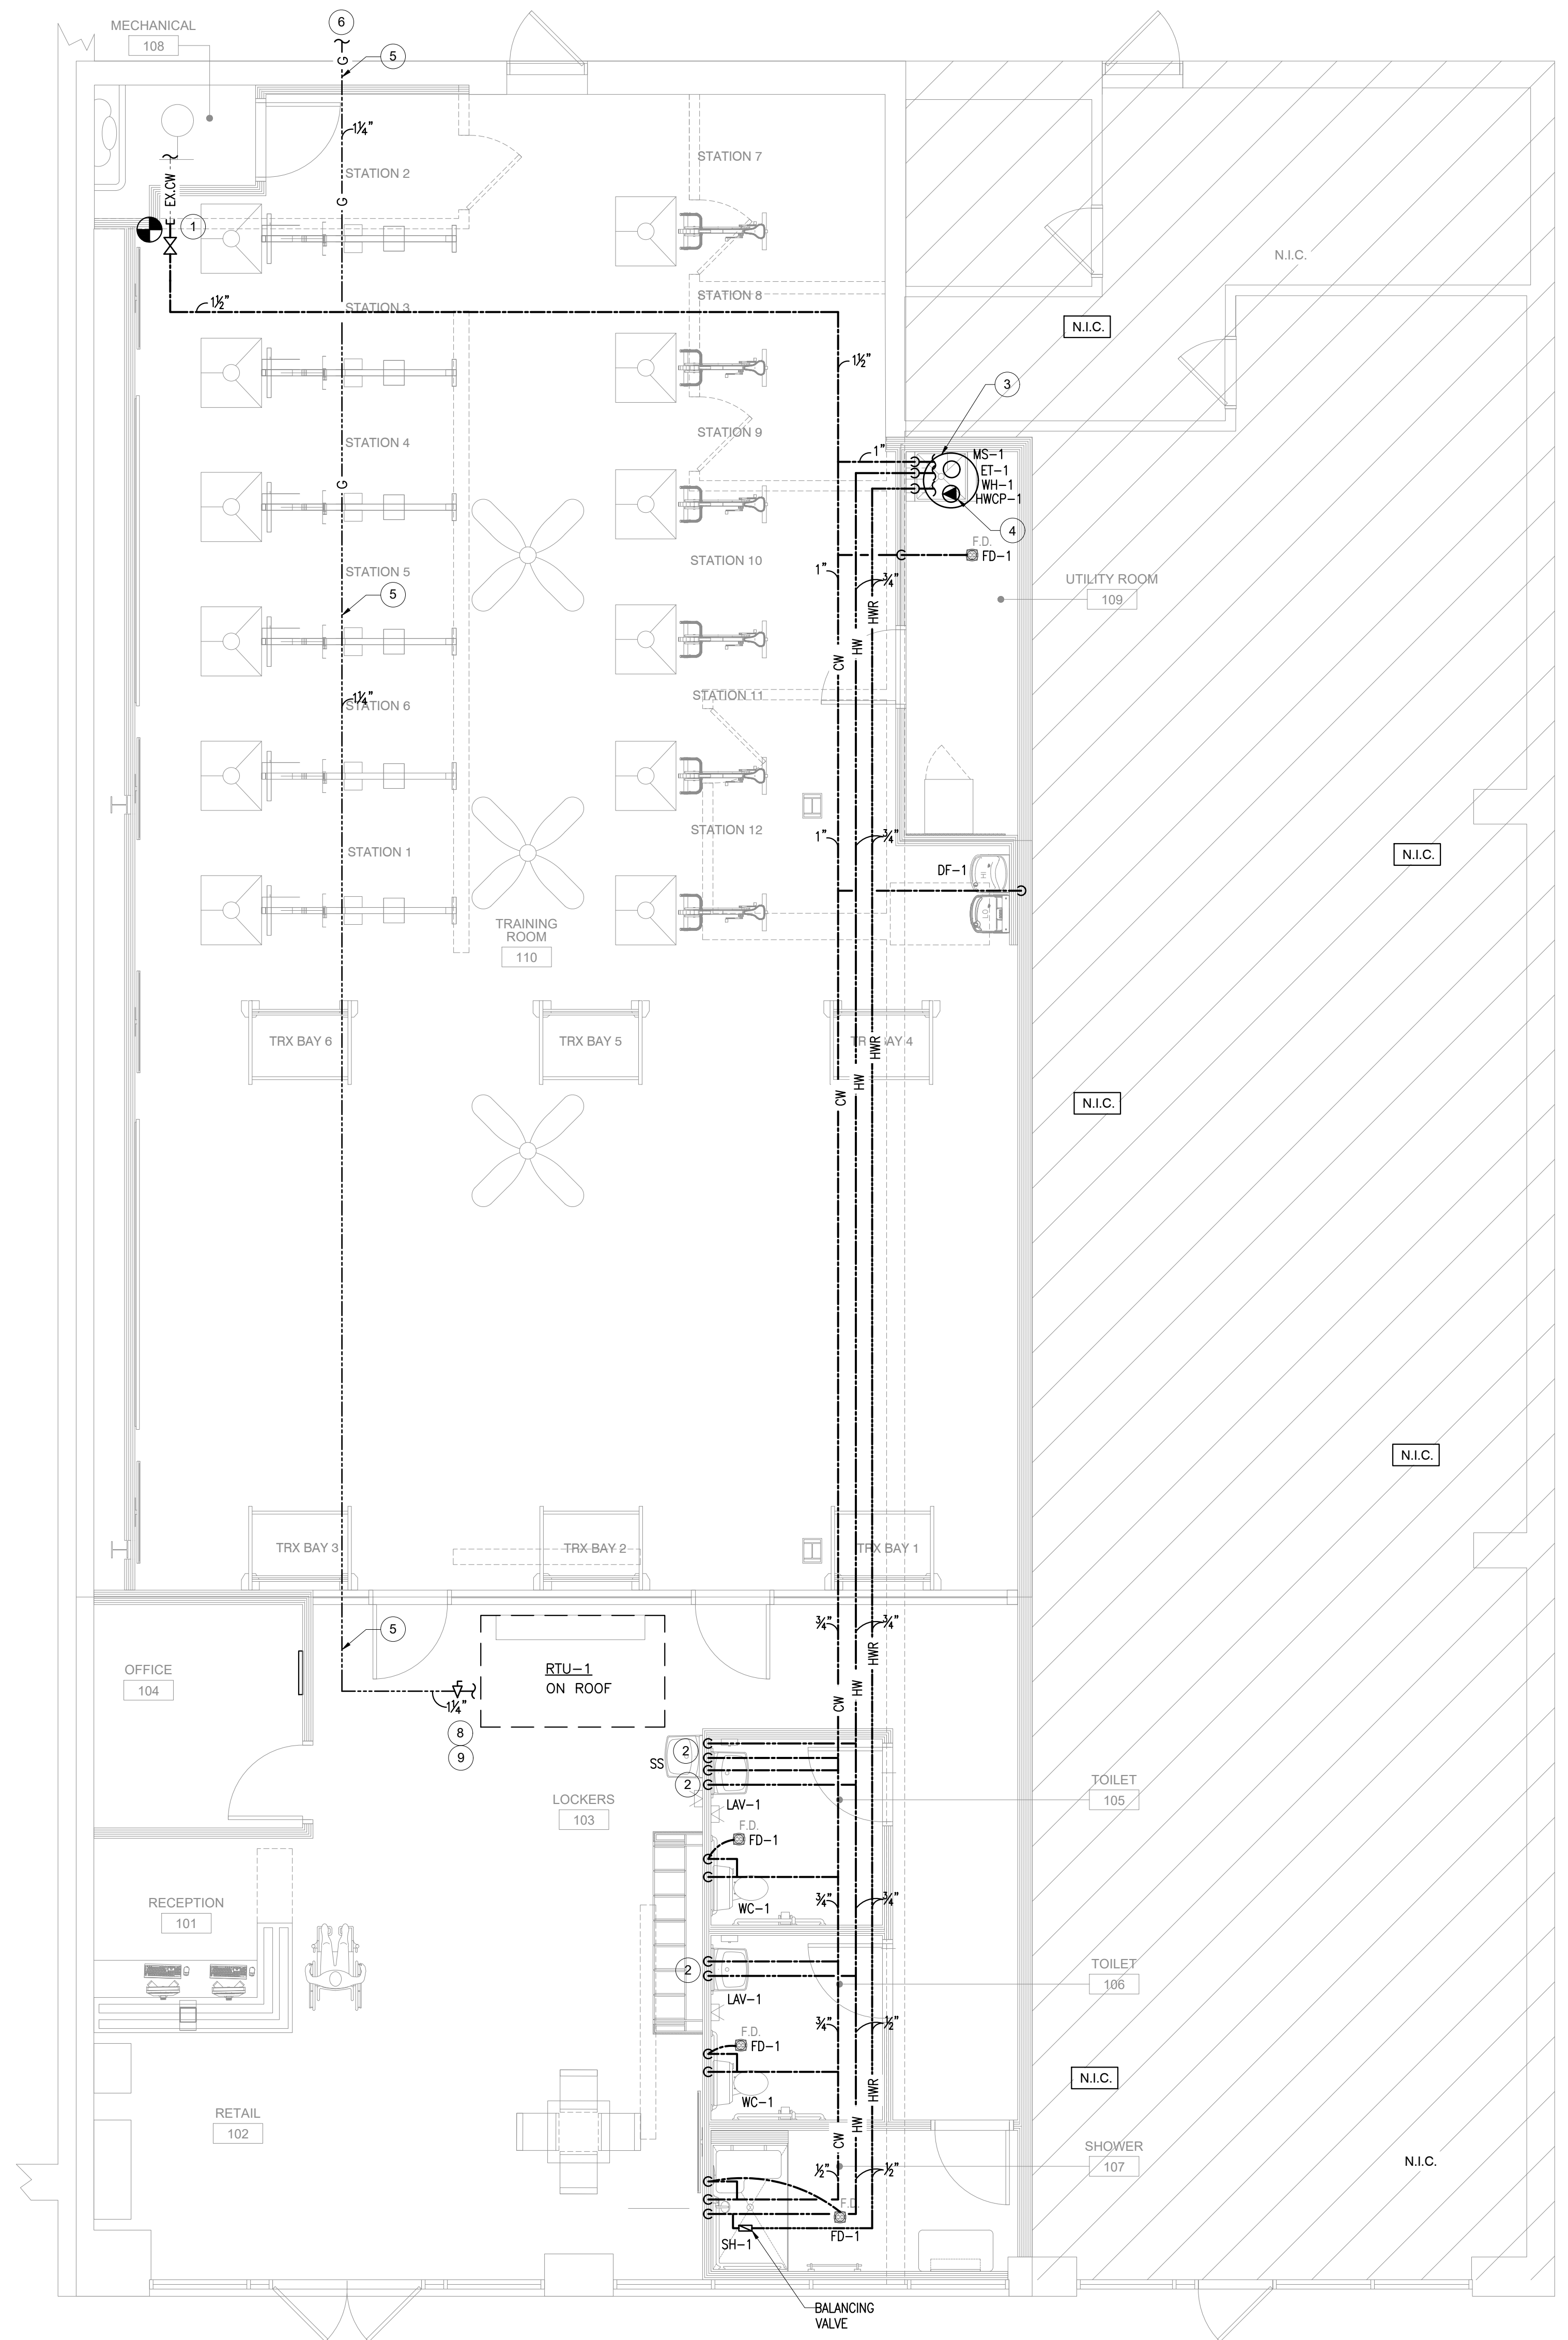 6
MECHANICAL
108
G
5
1¼"
STATION 7
STATION 2
EX.CW
G
1
N.I.C.
STATION 8
1½"
STATION 3
N.I.C.
1½"
3
STATION 9
STATION 4
1"
MS-1
ET-1
WH-1
HWCP-1
G
4
F.D.
FD-1
STATION 10
STATION 5
1"
¾"
UTILITY ROOM
109
5
HWR
HW
CW
STATION 11
1¼"
STATION 6
STATION 12
1"
¾"
STATION 1
N.I.C.
DF-1
HI
LO
TRAINING
ROOM
110
TRX BAY 6
TRX BAY 5
TRX BAY 4
HWR
HW
CW
N.I.C.
N.I.C.
TRX BAY 3
TRX BAY 2
TRX BAY 1
¾"
¾"
5
HWR
OFFICE
104
RTU-1
ON ROOF
HW
CW
1¼"
8
9
2
SS
2
TOILET
105
LOCKERS
103
LAV-1
F.D.
FD-1
RECEPTION
101
¾"
¾"
WC-1
2
TOILET
106
LAV-1
¾"
½"
F.D.
FD-1
N.I.C.
HWR
WC-1
RETAIL
102
HW
CW
SHOWER
107
½"
½"
N.I.C.
F.D.
FD-1
SH-1
BALANCING
VALVE